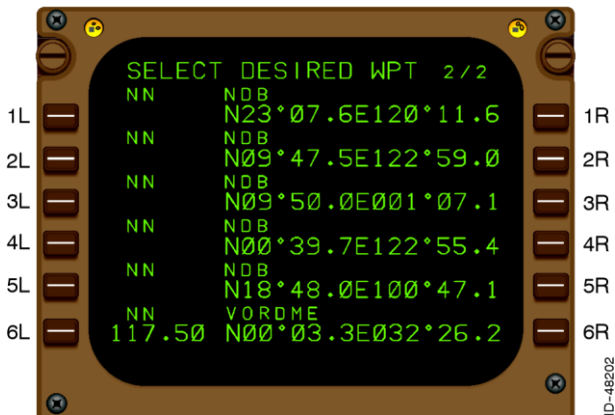 SELECT DESIRED WPT 2/2
NN NDB
1L N23°07.6E120°11.6 1R
NN NDB
2L N09°47.5E122°59.0 2R
NN NDB
3L N09°50.0E001°07.1 3R
NN NDB
4L N00°39.7E122°55.4 4R
NN NDB
5L N18°48.0E100°47.1 5R
NN VORDME
6L 117.50 N00°03.3E032°26.2 6R
D-48202